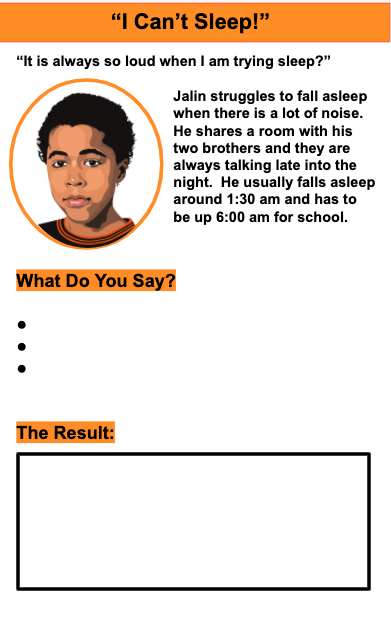 “I Can’t Sleep!”
“It is always so loud when I am trying sleep?”
Jalin struggles to fall asleep
when there is a lot of noise.
He shares a room with his
two brothers and they are
always talking late into the
night.  He usually falls asleep
around 1:30 am and has to
be up 6:00 am for school.
What Do You Say?
●
●
●
The Result: